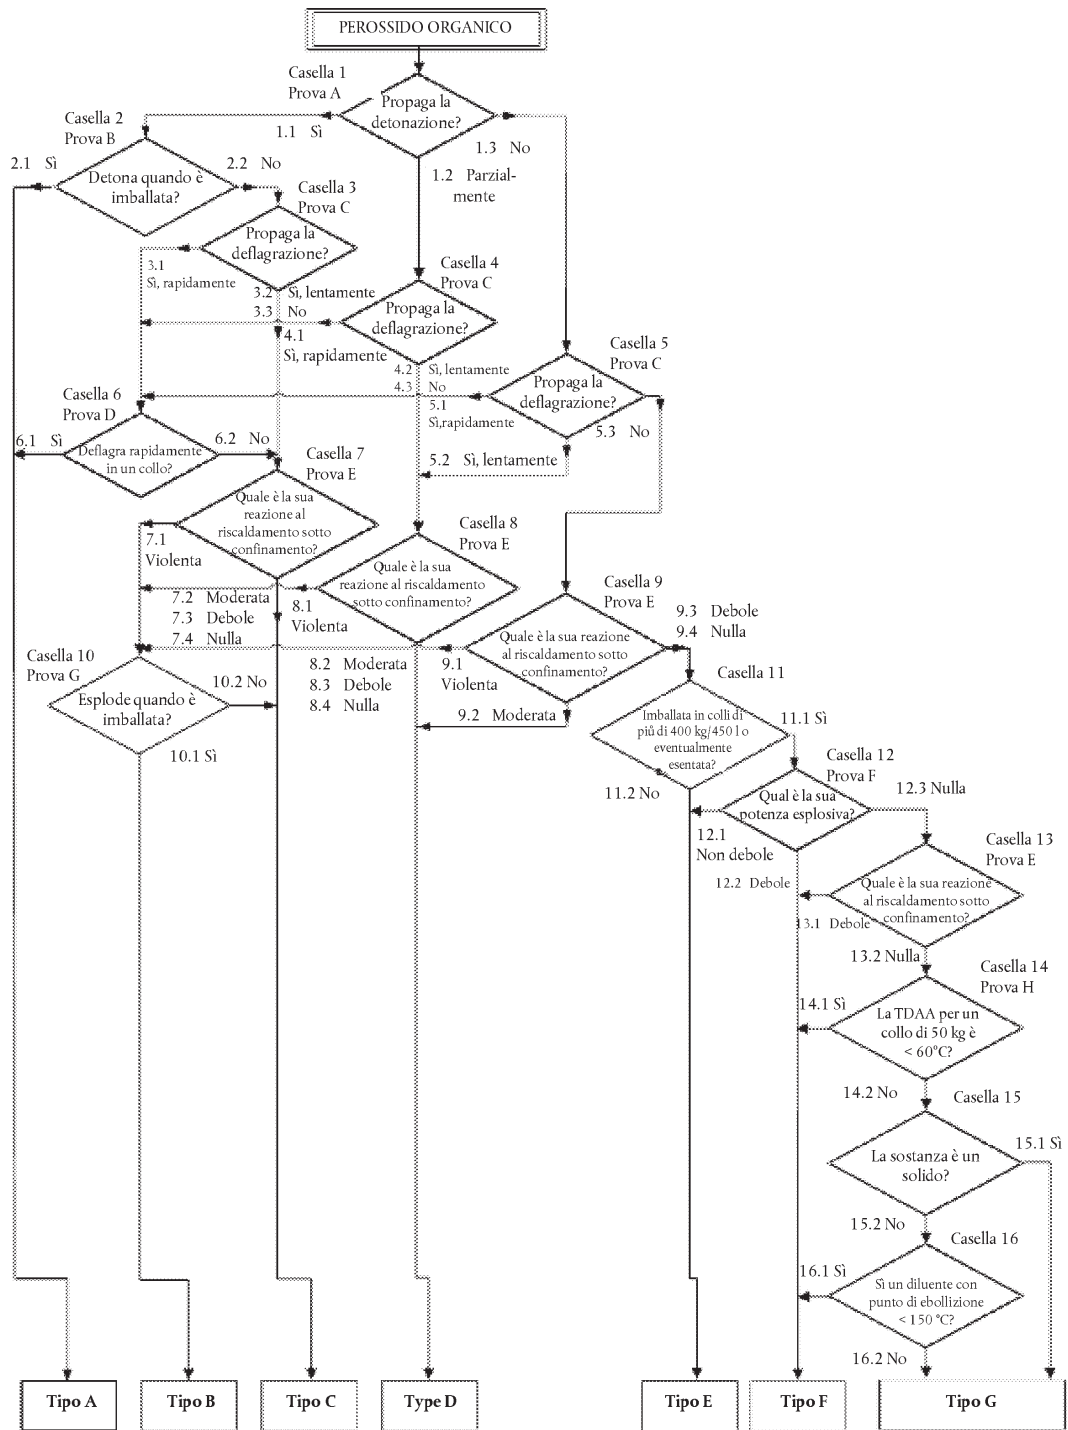 PEROSSIDO ORGANICO
Casella 1
Prova A
Propaga la
detonazione?
1.1 Sì
1.2 Parzial-
mente
1.3 No
Casella 2
Prova B
Detona quando è
imballata?
2.1 Sì
2.2 No
Casella 3
Prova C
Propaga la
deflagrazione?
3.1
Sì, rapidamente
3.2 Sì, lentamente
3.3 No
Casella 4
Prova C
Propaga la
deflagrazione?
4.1
Sì, rapidamente
4.2 Sì, lentamente
4.3 No
Casella 5
Prova C
Propaga la
deflagrazione?
5.1
Sì,rapidamente
5.2 Sì, lentamente
5.3 No
Casella 6
Prova D
Deflagra rapidamente
in un collo?
6.1 Sì
6.2 No
Casella 7
Prova E
Quale è la sua
reazione al
riscaldamento sotto
confinamento?
7.1
Violenta
7.2 Moderata
7.3 Debole
7.4 Nulla
Casella 8
Prova E
Quale è la sua
reazione al riscaldamento
sotto confinamento?
8.1
Violenta
8.2 Moderata
8.3 Debole
8.4 Nulla
Casella 9
Prova E
Quale è la sua reazione
al riscaldamento sotto
confinamento?
9.1
Violenta
9.2 Moderata
9.3 Debole
9.4 Nulla
Casella 10
Prova G
Esplode quando è
imballata?
10.2 No
10.1 Sì
Casella 11
Imballata in colli di
più di 400 kg/450 l o
eventualmente
esentata?
11.1 Sì
11.2 No
Casella 12
Prova F
Qual è la sua
potenza esplosiva?
12.1
Non debole
12.2 Debole
12.3 Nulla
Casella 13
Prova E
Quale è la sua reazione
al riscaldamento sotto
confinamento?
13.1 Debole
13.2 Nulla
Casella 14
Prova H
La TDAA per un
collo di 50 kg è
< 60°C?
14.1 Sì
14.2 No
Casella 15
La sostanza è un
solido?
15.1 Sì
15.2 No
Casella 16
Sì un diluente con
punto di ebollizione
< 150 °C?
16.1 Sì
16.2 No
Tipo A
Tipo B
Tipo C
Type D
Tipo E
Tipo F
Tipo G